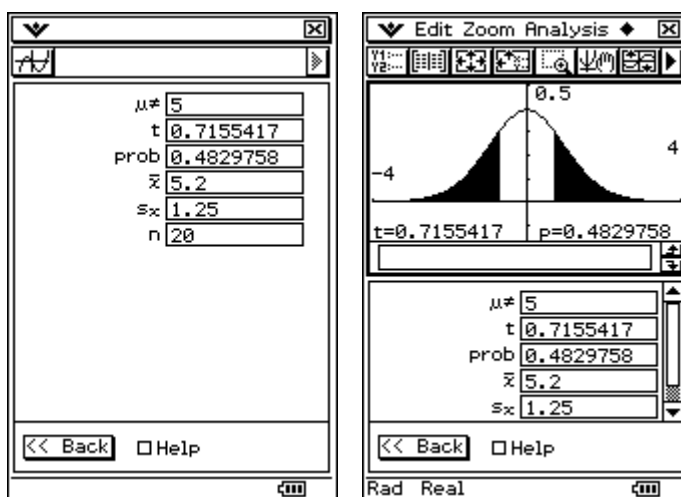 μ≠ 5
t 0.7155417
prob 0.4829758
x̄ 5.2
sx 1.25
n 20
<< Back Help
Edit Zoom Analysis
Y1:
Y2:
0.5
-4
4
t=0.7155417 p=0.4829758
μ≠ 5
t 0.7155417
prob 0.4829758
x̄ 5.2
sx 1.25
<< Back Help
Rad Real